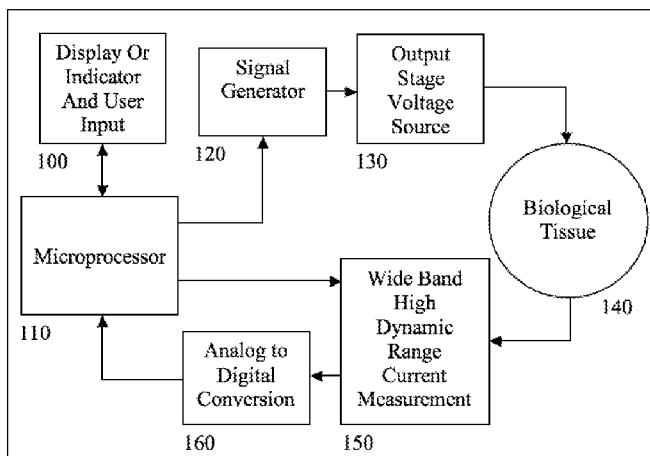 Display Or
Indicator
And User
Input
100
Signal
Generator
120
Output
Stage
Voltage
Source
130
Biological
Tissue
140
Microprocessor
110
Wide Band
High
Dynamic
Range
Current
Measurement
150
Analog to
Digital
Conversion
160